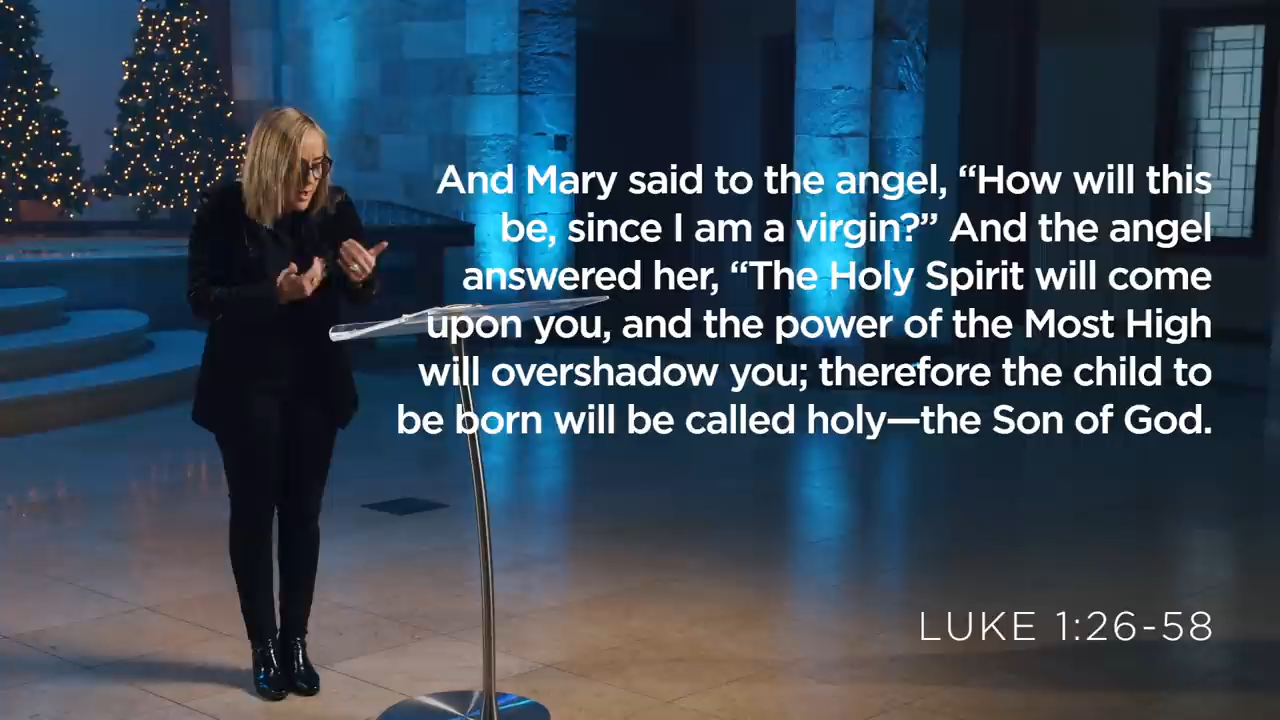 And Mary said to the angel, “How will this
be, since I am a virgin?” And the angel
answered her, “The Holy Spirit will come
upon you, and the power of the Most High
will overshadow you; therefore the child to
be born will be called holy—the Son of God.
LUKE 1:26-58